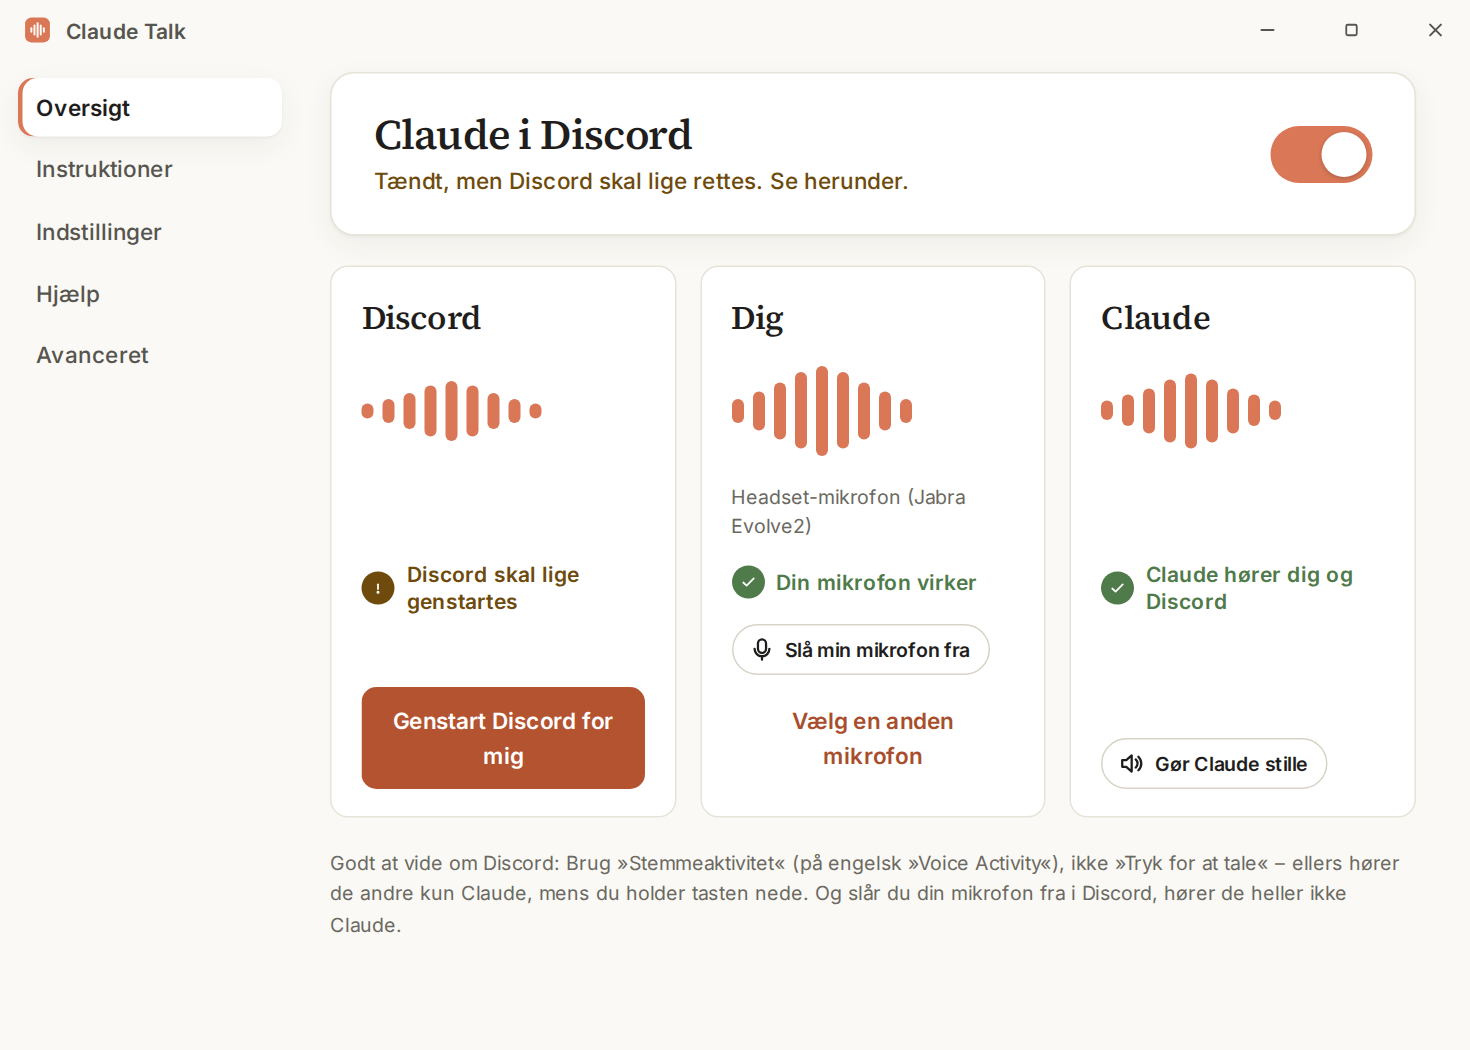 Claude Talk
Oversigt
Instruktioner
Indstillinger
Hjælp
Avanceret
Claude i Discord
Tændt, men Discord skal lige rettes. Se herunder.
Discord
Discord skal lige
genstartes
Genstart Discord for
mig
Dig
Headset-mikrofon (Jabra
Evolve2)
Din mikrofon virker
Slå min mikrofon fra
Vælg en anden
mikrofon
Claude
Claude hører dig og
Discord
Gør Claude stille
Godt at vide om Discord: Brug »Stemmeaktivitet« (på engelsk »Voice Activity«), ikke »Tryk for at tale« – ellers hører
de andre kun Claude, mens du holder tasten nede. Og slår du din mikrofon fra i Discord, hører de heller ikke
Claude.